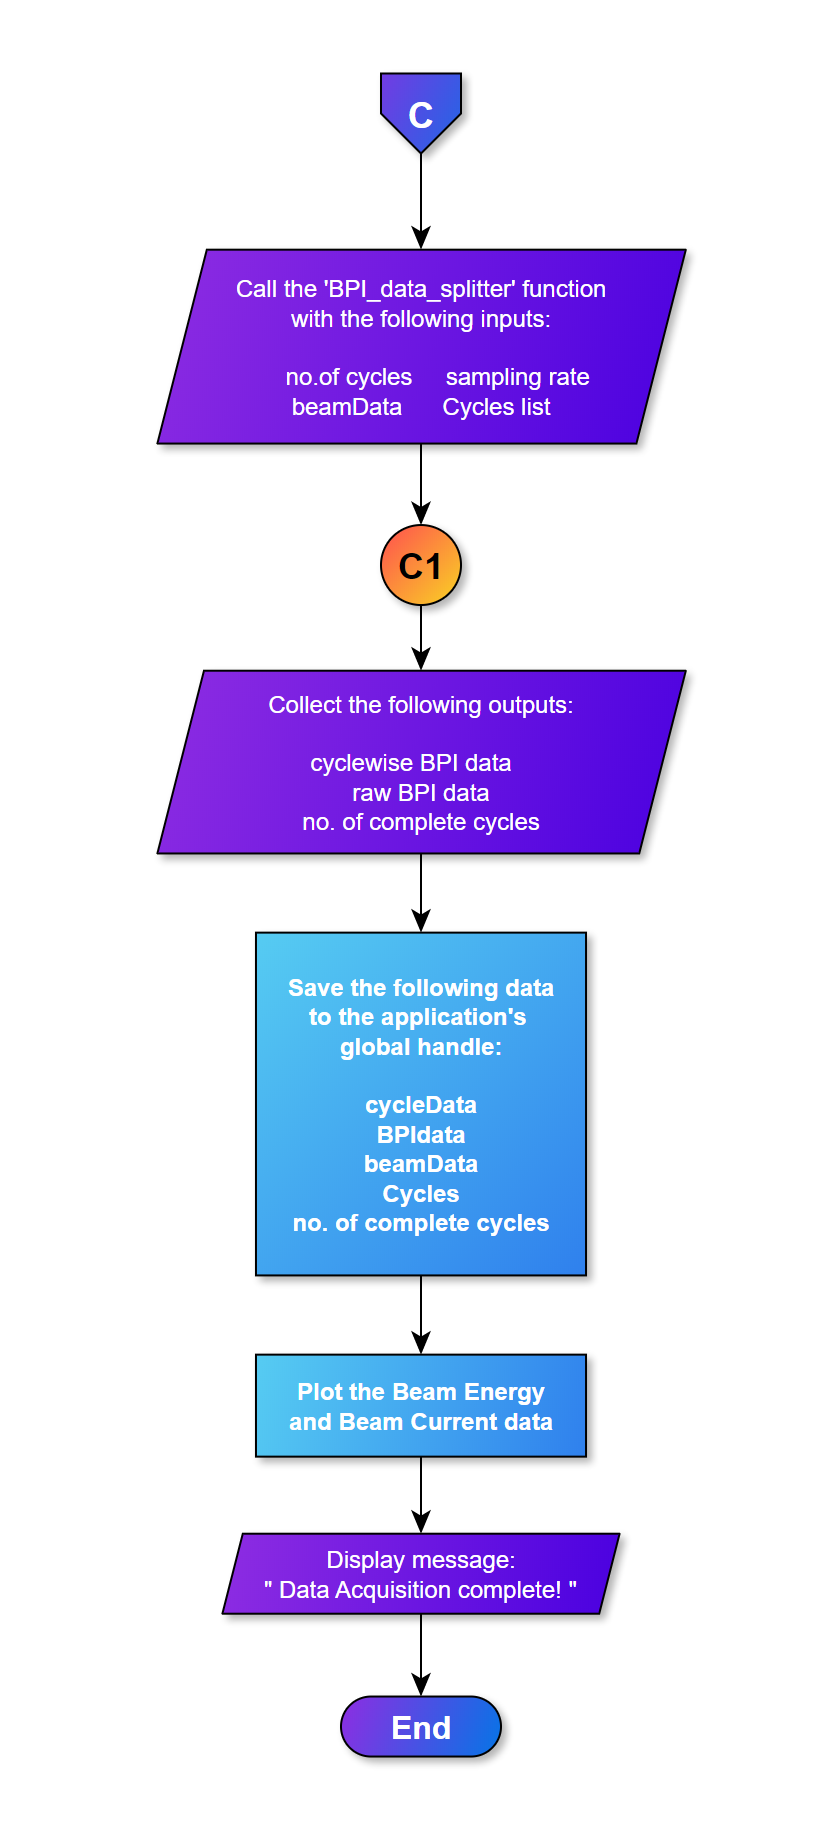 C
Call the 'BPI_data_splitter' function
with the following inputs:
no.of cycles sampling rate
beamData Cycles list
C1
Collect the following outputs:
cyclewise BPI data
raw BPI data
no. of complete cycles
Save the following data
to the application's
global handle:
cycleData
BPIdata
beamData
Cycles
no. of complete cycles
Plot the Beam Energy
and Beam Current data
Display message:
" Data Acquisition complete! "
End